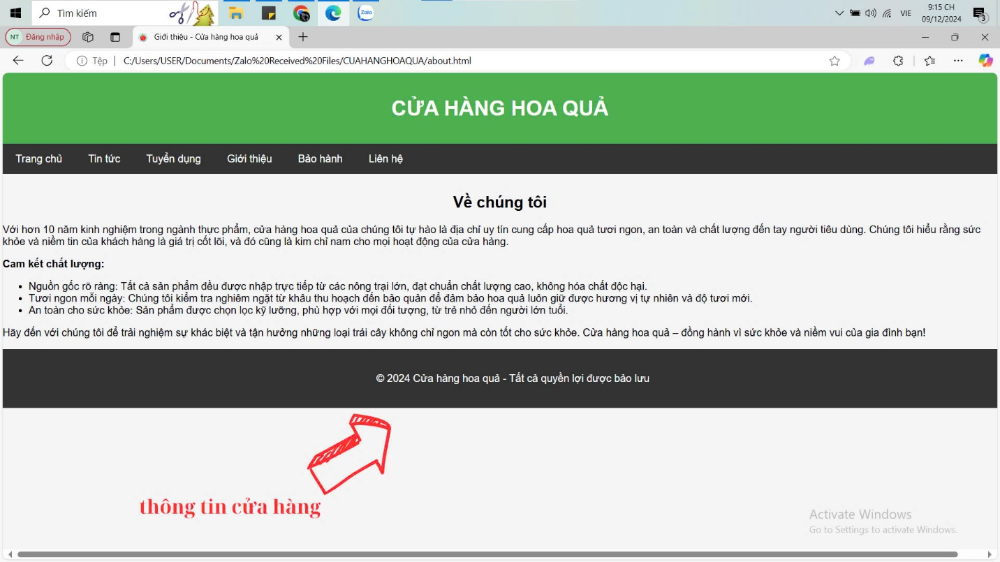 Tìm kiếm
Zalo
VIE
9:15 CH
09/12/2024
3
NT
Đăng nhập
Giới thiệu - Cửa hàng hoa quả
Tệp
C:/Users/USER/Documents/Zalo%20Received%20Files/CUAHANGHOAQUA/about.html
CỬA HÀNG HOA QUẢ
Trang chủ Tin tức Tuyển dụng Giới thiệu Bảo hành Liên hệ
Về chúng tôi
Với hơn 10 năm kinh nghiệm trong ngành thực phẩm, cửa hàng hoa quả của chúng tôi tự hào là địa chỉ uy tín cung cấp hoa quả tươi ngon, an toàn và chất lượng đến tay người tiêu dùng. Chúng tôi hiểu rằng sức
khỏe và niềm tin của khách hàng là giá trị cốt lõi, và đó cũng là kim chỉ nam cho mọi hoạt động của cửa hàng.
Cam kết chất lượng:
• Nguồn gốc rõ ràng: Tất cả sản phẩm đều được nhập trực tiếp từ các nông trại lớn, đạt chuẩn chất lượng cao, không hóa chất độc hại.
• Tươi ngon mỗi ngày: Chúng tôi kiểm tra nghiêm ngặt từ khâu thu hoạch đến bảo quản để đảm bảo hoa quả luôn giữ được hương vị tự nhiên và độ tươi mới.
• An toàn cho sức khỏe: Sản phẩm được chọn lọc kỹ lưỡng, phù hợp với mọi đối tượng, từ trẻ nhỏ đến người lớn tuổi.
Hãy đến với chúng tôi để trải nghiệm sự khác biệt và tận hưởng những loại trái cây không chỉ ngon mà còn tốt cho sức khỏe. Cửa hàng hoa quả – đồng hành vì sức khỏe và niềm vui của gia đình bạn!
© 2024 Cửa hàng hoa quả - Tất cả quyền lợi được bảo lưu
thông tin cửa hàng
Activate Windows
Go to Settings to activate Windows.